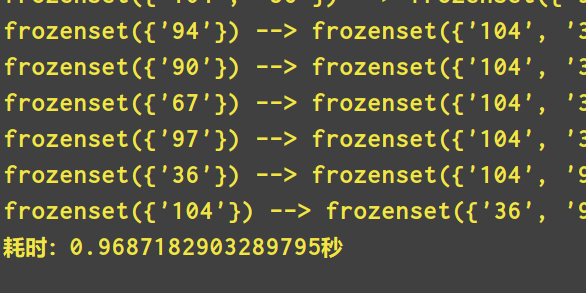 frozenset({'94'}) --> frozenset({'104', '3
frozenset({'90'}) --> frozenset({'104', '3
frozenset({'67'}) --> frozenset({'104', '3
frozenset({'97'}) --> frozenset({'104', '3
frozenset({'36'}) --> frozenset({'104', '9
frozenset({'104'}) --> frozenset({'36', '9
耗时: 0.9687182903289795秒